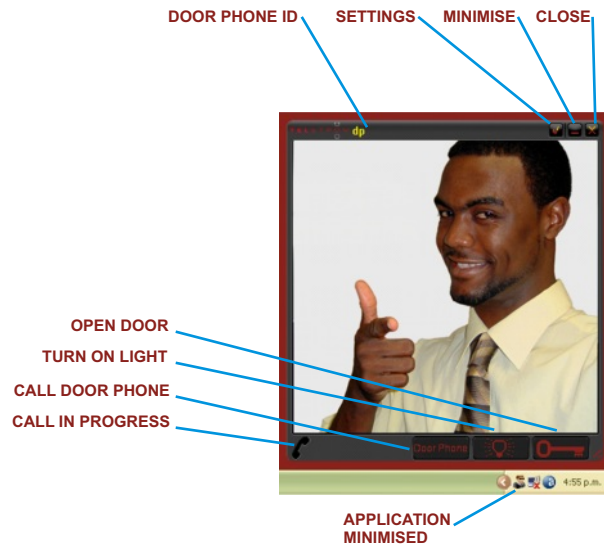 DOOR PHONE ID
SETTINGS
MINIMISE
CLOSE
dp
OPEN DOOR
TURN ON LIGHT
CALL DOOR PHONE
CALL IN PROGRESS
Door Phone
4:55 p.m.
APPLICATION
MINIMISED